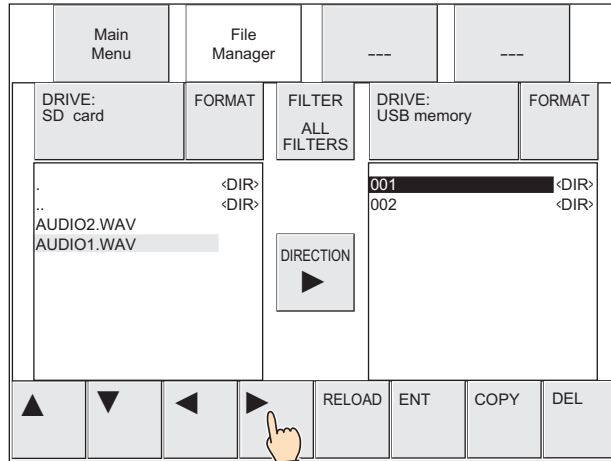 Main
Menu
File
Manager
---
---
DRIVE:
SD card
FORMAT
FILTER
ALL
FILTERS
DRIVE:
USB memory
FORMAT
. <DIR>
.. <DIR>
AUDIO2.WAV
AUDIO1.WAV
DIRECTION
001 <DIR>
002 <DIR>
RELOAD
ENT
COPY
DEL